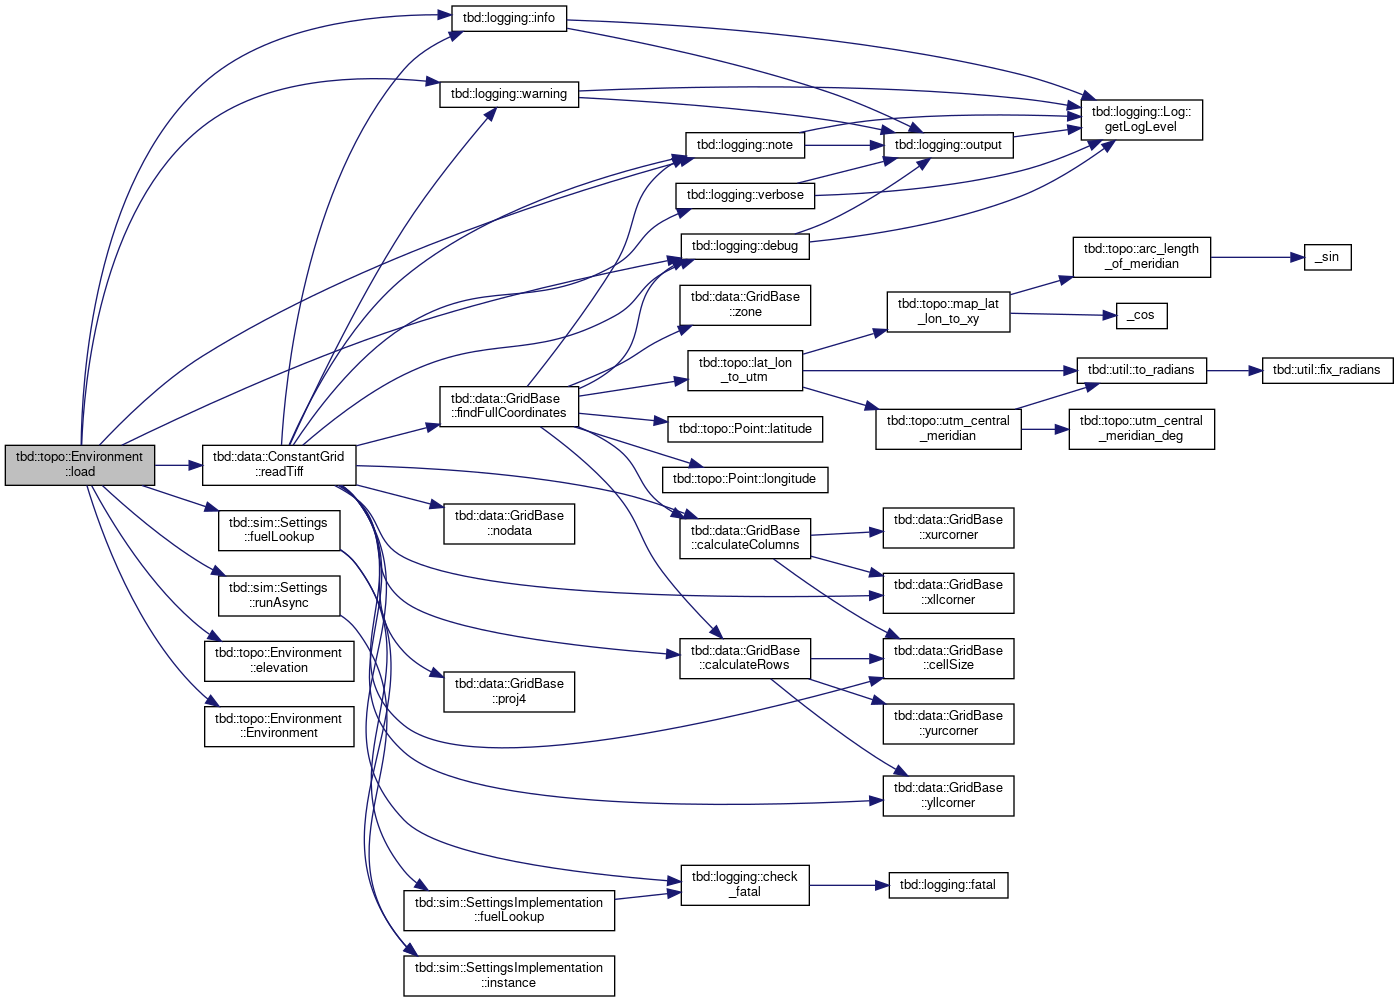 tbd::logging::info
tbd::logging::warning
tbd::logging::Log::
getLogLevel
tbd::logging::note
tbd::logging::output
tbd::logging::verbose
tbd::logging::debug
tbd::topo::arc_length
_of_meridian
_sin
tbd::data::GridBase
::zone
tbd::topo::map_lat
_lon_to_xy
_cos
tbd::topo::lat_lon
_to_utm
tbd::util::to_radians
tbd::util::fix_radians
tbd::data::GridBase
::findFullCoordinates
tbd::topo::Point::latitude
tbd::topo::utm_central
_meridian
tbd::topo::utm_central
_meridian_deg
tbd::topo::Environment
::load
tbd::data::ConstantGrid
::readTiff
tbd::topo::Point::longitude
tbd::sim::Settings
::fuelLookup
tbd::data::GridBase
::nodata
tbd::data::GridBase
::calculateColumns
tbd::data::GridBase
::xurcorner
tbd::sim::Settings
::runAsync
tbd::data::GridBase
::xllcorner
tbd::topo::Environment
::elevation
tbd::data::GridBase
::calculateRows
tbd::data::GridBase
::cellSize
tbd::topo::Environment
::Environment
tbd::data::GridBase
::proj4
tbd::data::GridBase
::yurcorner
tbd::data::GridBase
::yllcorner
tbd::sim::SettingsImplementation
::fuelLookup
tbd::logging::check
_fatal
tbd::logging::fatal
tbd::sim::SettingsImplementation
::instance